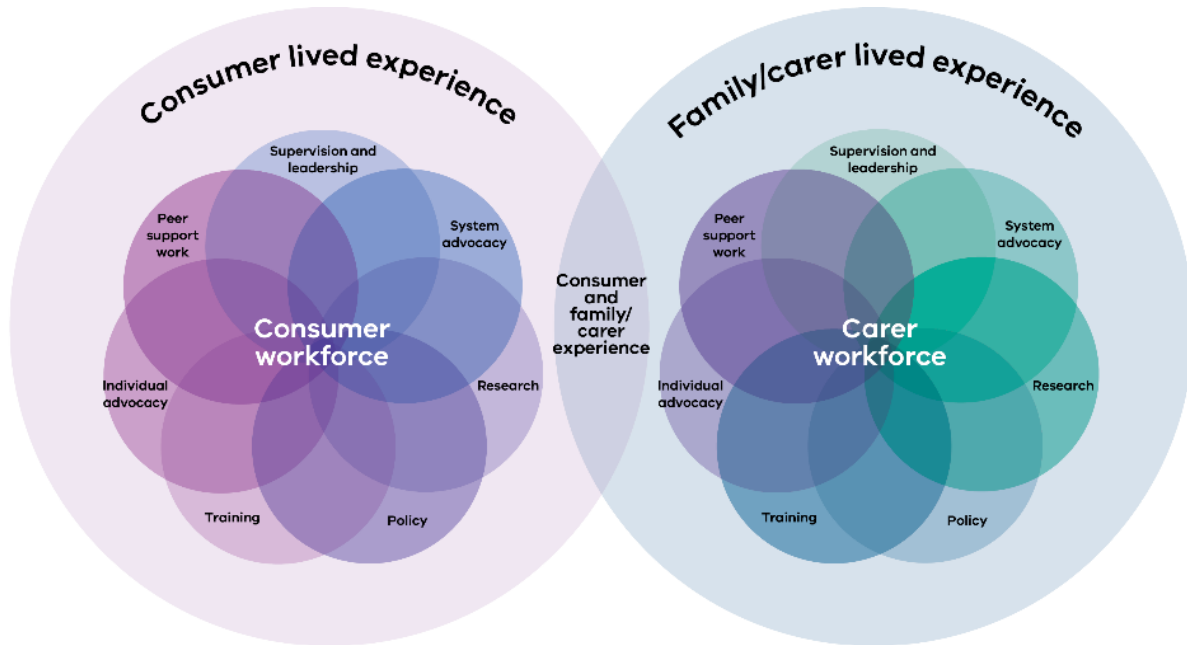 Consumer lived experience
Supervision and
leadership
Peer
support
work
System
advocacy
Consumer
workforce
Individual
advocacy
Research
Training
Policy
Consumer
and
family/
carer
experience
Family/carer lived experience
Supervision and
leadership
Peer
support
work
System
advocacy
Carer
workforce
Individual
advocacy
Research
Training
Policy